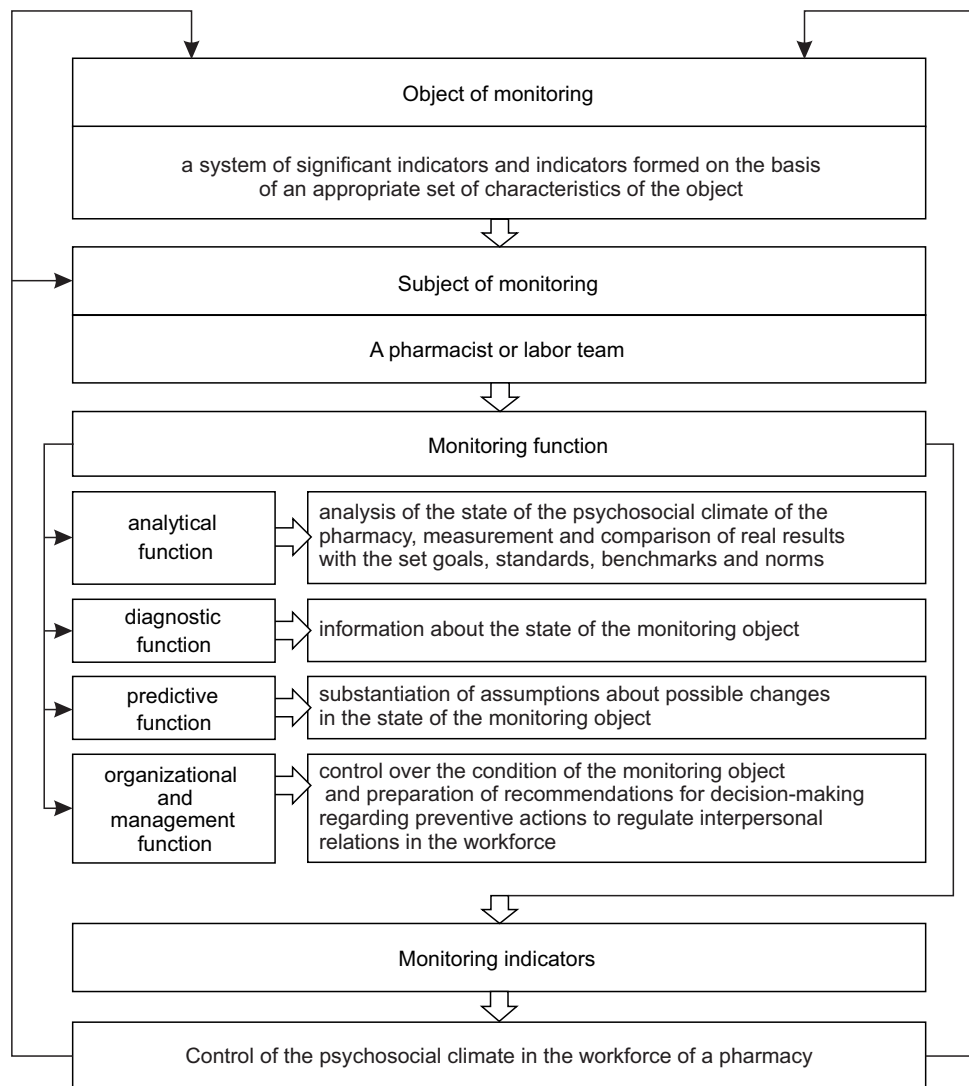 Object of monitoring
a system of significant indicators and indicators formed on the basis
of an appropriate set of characteristics of the object
Subject of monitoring
A pharmacist or labor team
Monitoring function
analytical
function
analysis of the state of the psychosocial climate of the
pharmacy, measurement and comparison of real results
with the set goals, standards, benchmarks and norms
diagnostic
function
information about the state of the monitoring object
predictive
function
substantiation of assumptions about possible changes
in the state of the monitoring object
organizational
and
management
function
control over the condition of the monitoring object
and preparation of recommendations for decision-making
regarding preventive actions to regulate interpersonal
relations in the workforce
Monitoring indicators
Control of the psychosocial climate in the workforce of a pharmacy